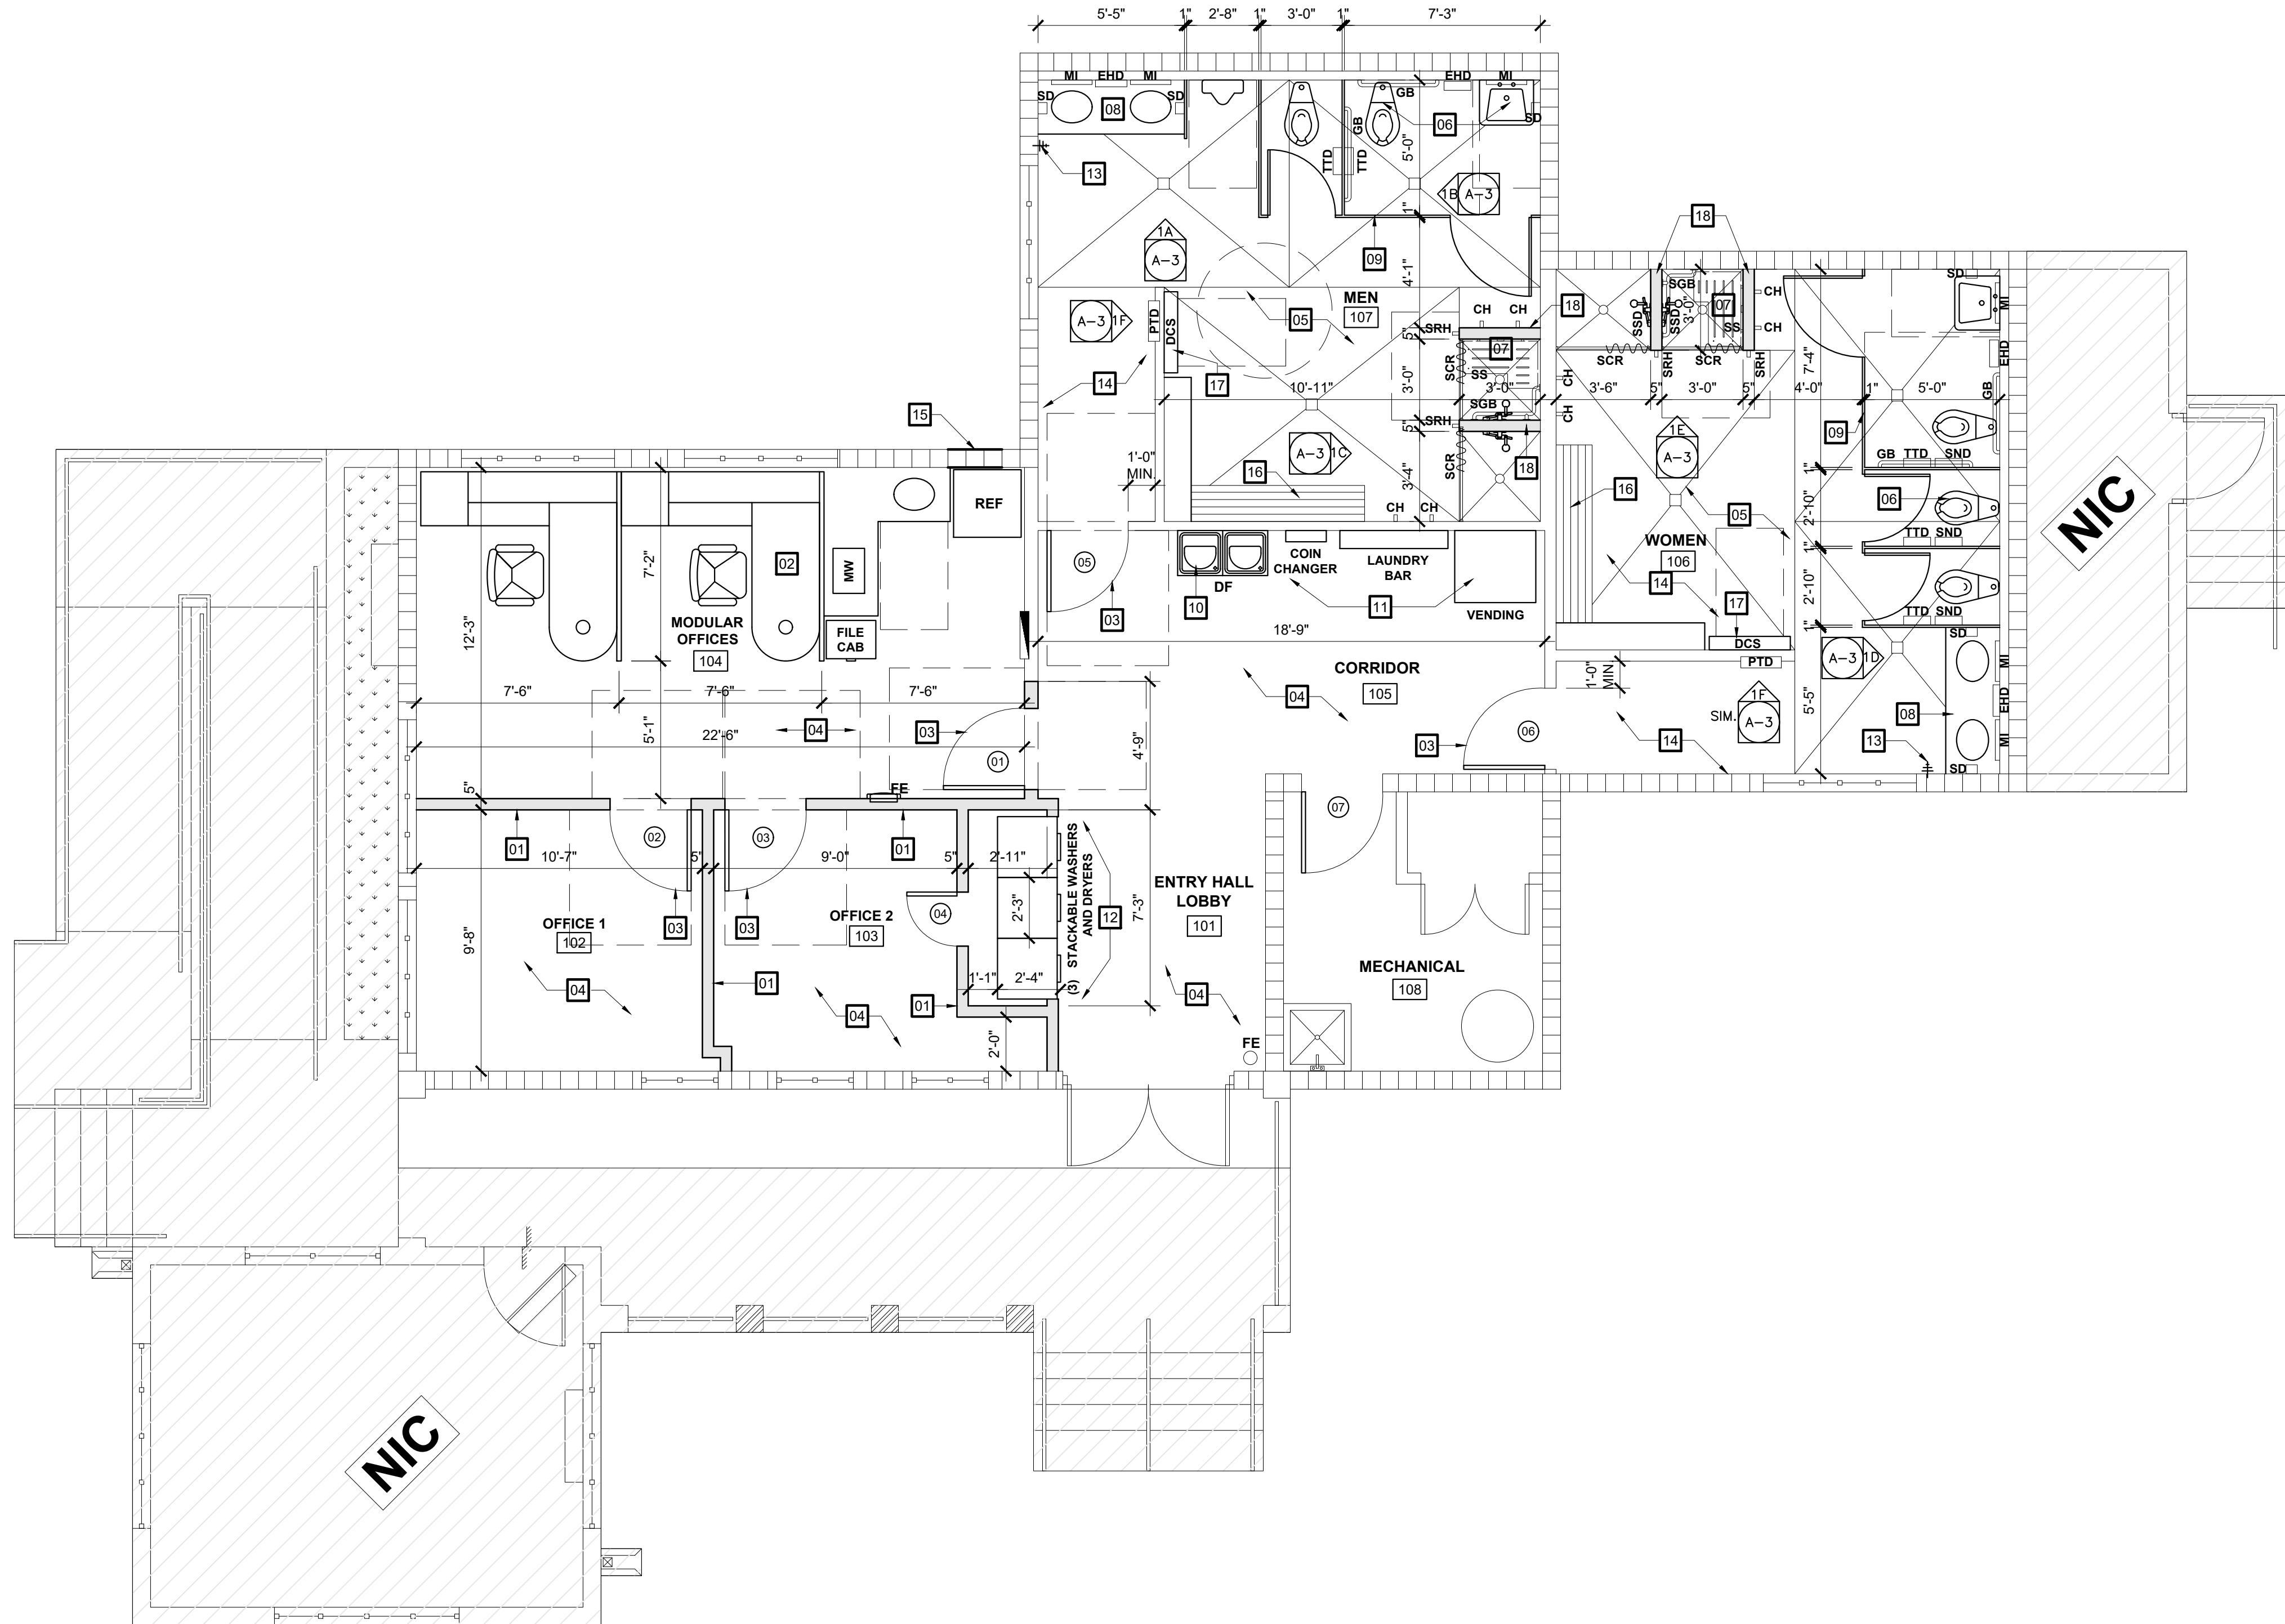 5'-5"
1"
2'-8"
1"
3'-0"
1"
7'-3"
MI
EHD
MI
SD
08
SD
13
GB
EHD
MI
SD
GB
06
5'-0"
TTD
TTD
1B
A-3
1"
09
4'-1"
1A
A-3
A-3
1F
PTD
DCS
05
MEN
107
CH
CH
18
SRH
5"
07
SS
SCR
3'-0"
3'-0"
10'-11"
17
14
SGB
SRH
5"
18
SCR
3'-4"
A-3
1C
16
CH
CH
1'-0"
MIN.
18
SGB
3'-0"
07
SSD
SSD
SS
CH
CH
SCR
SRH
SCR
SRH
CH
CH
3'-6"
5"
3'-0"
5"
4'-0"
1"
5'-0"
SD
MI
EHD
GB
7'-4"
09
GB
TTD
SND
1"
2'-10"
06
TTD
SND
1"
2'-10"
TTD
SND
1"
1E
A-3
16
05
WOMEN
106
14
17
DCS
PTD
1'-0"
MIN.
A-3
1D
SD
MI
EHD
MI
SD
08
13
5'-5"
1F
SIM.
A-3
14
NIC
15
REF
02
MW
FILE
CAB
7'-2"
12'-3"
MODULAR
OFFICES
104
7'-6"
7'-6"
7'-6"
22'-6"
5'-1"
04
03
01
5"
FE
05
03
10
DF
COIN
CHANGER
LAUNDRY
BAR
11
VENDING
18'-9"
CORRIDOR
105
04
03
06
4'-9"
07
01
02
03
01
10'-7"
5"
9'-0"
5"
2'-11"
03
03
04
OFFICE 1
102
OFFICE 2
103
9'-8"
04
01
04
01
2'-3"
1'-1"
2'-4"
(3) STACKABLE WASHERS
AND DRYERS
12
7'-3"
2'-0"
ENTRY HALL
LOBBY
101
04
FE
MECHANICAL
108
NIC